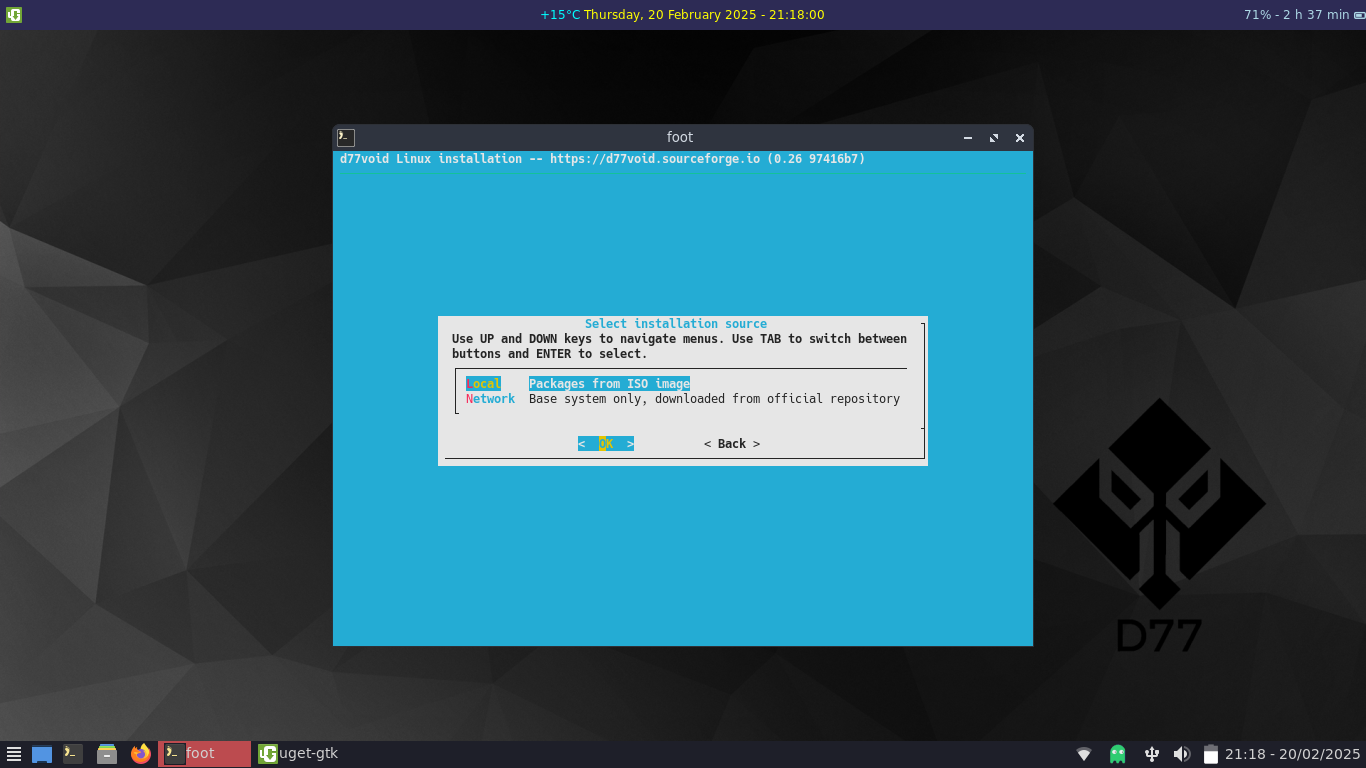 +15°C Thursday, 20 February 2025 - 21:18:00
71% - 2 h 37 min
foot
d77void Linux installation -- https://d77void.sourceforge.io (0.26 97416b7)
Select installation source
Use UP and DOWN keys to navigate menus. Use TAB to switch between
buttons and ENTER to select.
Local Packages from ISO image
Network Base system only, downloaded from official repository
< OK > < Back >
D77
foot
uget-gtk
21:18 - 20/02/2025